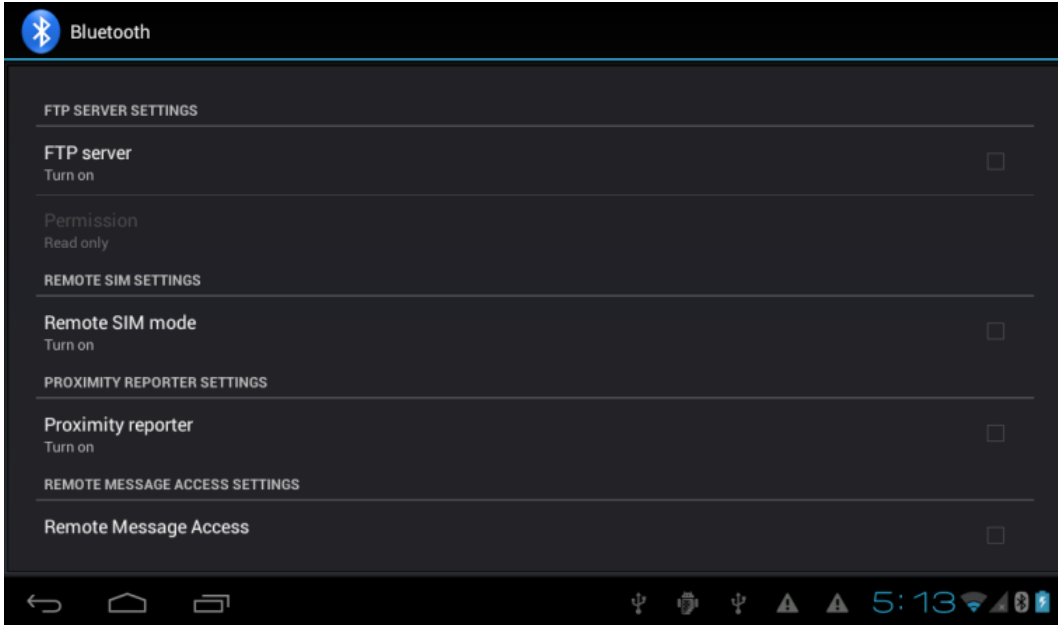 Bluetooth
FTP SERVER SETTINGS
FTP server
Turn on
Permission
Read only
REMOTE SIM SETTINGS
Remote SIM mode
Turn on
PROXIMITY REPORTER SETTINGS
Proximity reporter
Turn on
REMOTE MESSAGE ACCESS SETTINGS
Remote Message Access
5:13